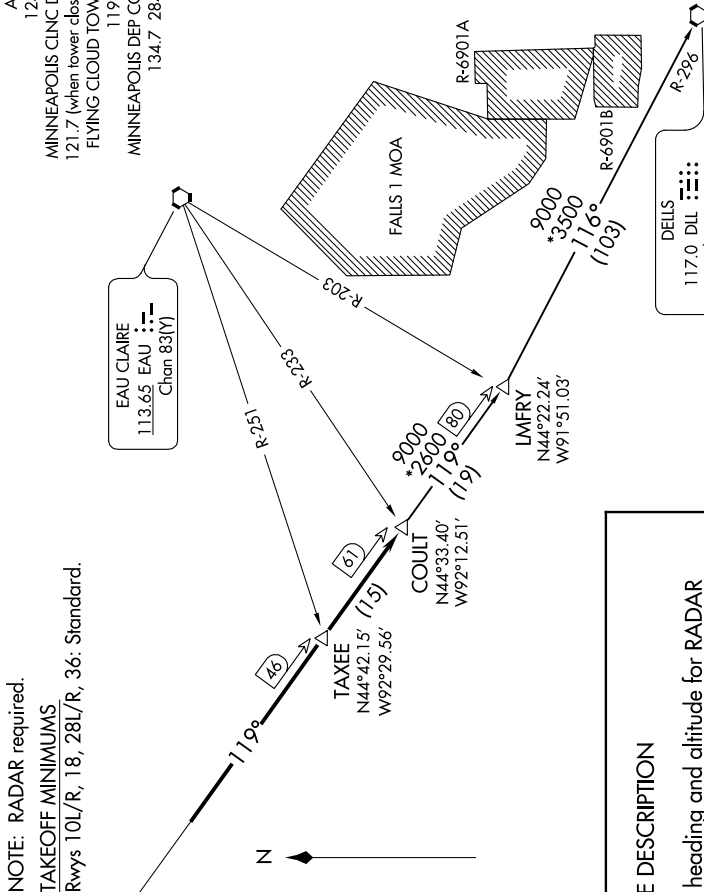 NOTE: RADAR required.
TAKEOFF MINIMUMS
Rwys 10L/R, 18, 28L/R, 36: Standard.
MINNEAPOLIS CLNC D
121.7 (when tower clos
FLYING CLOUD TOW
119
MINNEAPOLIS DEP CO
134.7 28
EAU CLAIRE
113.65 EAU
Chan 83(Y)
R-251
R-233
R-203
FALLS 1 MOA
R-6901A
R-6901B
119°
46
TAXEE
N44°42.15'
W92°29.56'
(15)
61
COULT
N44°33.40'
W92°12.51'
9000
*2600
119°
(19)
80
LMFRY
N44°22.24'
W91°51.03'
9000
*3500
116°
(103)
R-296
DELLS
117.0 DLL
N
E DESCRIPTION
heading and altitude for RADAR